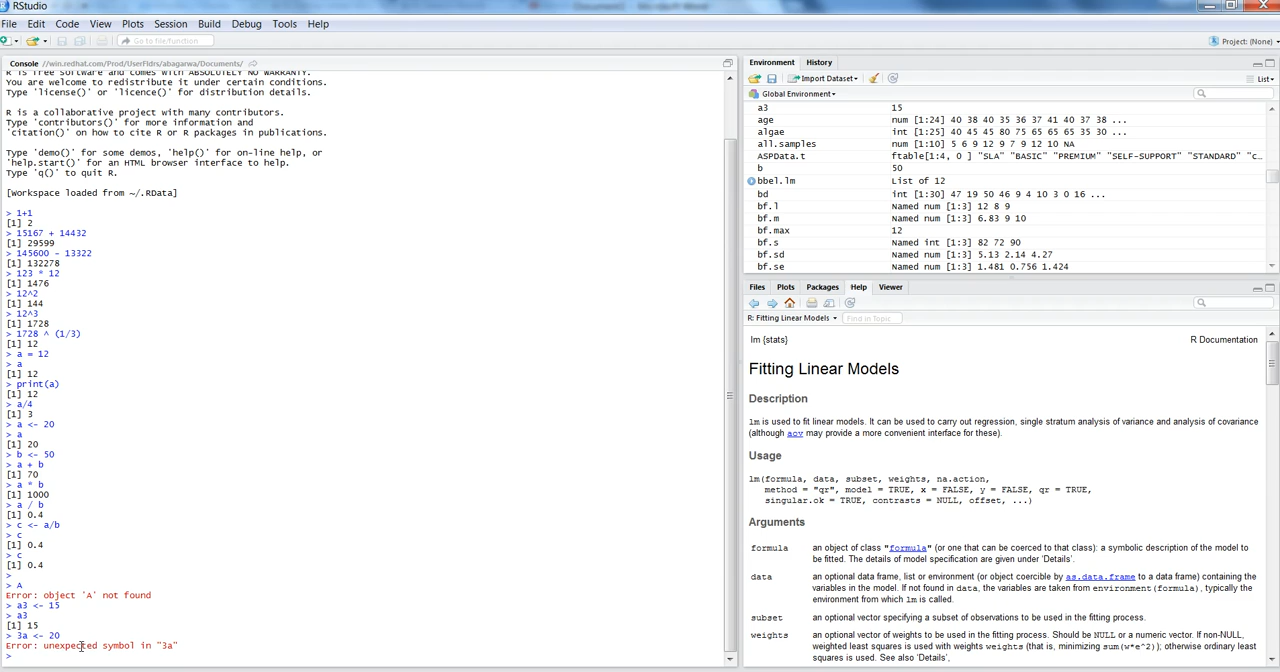 RStudio
File Edit Code View Plots Session Build Debug Tools Help
Go to file/function
Project: (None)
Console //win.redhat.com/Prod/UserFldrs/abagarwa/Documents/
R is free software and comes with ABSOLUTELY NO WARRANTY.
You are welcome to redistribute it under certain conditions.
Type 'license()' or 'licence()' for distribution details.
R is a collaborative project with many contributors.
Type 'contributors()' for more information and
'citation()' on how to cite R or R packages in publications.
Type 'demo()' for some demos, 'help()' for on-line help, or
'help.start()' for an HTML browser interface to help.
Type 'q()' to quit R.
[Workspace loaded from ~/.RData]
> 1+1
[1] 2
> 15167 + 14432
[1] 29599
> 145600 - 13322
[1] 132278
> 123 * 12
[1] 1476
> 12^2
[1] 144
> 12^3
[1] 1728
> 1728 ^ (1/3)
[1] 12
> a = 12
> a
[1] 12
> print(a)
[1] 12
> a/4
[1] 3
> a <- 20
> a
[1] 20
> b <- 50
> a + b
[1] 70
> a * b
[1] 1000
> a / b
[1] 0.4
> c <- a/b
> c
[1] 0.4
> c
[1] 0.4
>
> A
Error: object 'A' not found
> a3 <- 15
> a3
[1] 15
> 3a <- 20
Error: unexpected symbol in "3a"
>
Environment History
Import Dataset List
Global Environment
a3 15
age num [1:24] 40 38 40 35 36 37 41 40 37 38 ...
algae int [1:25] 40 45 45 80 75 65 65 65 35 30 ...
all.samples num [1:10] 5 6 9 12 9 7 9 12 10 NA
ASPData.t ftable[1:4, 0 ] "SLA" "BASIC" "PREMIUM" "SELF-SUPPORT" "STANDARD" "c…
b 50
bbel.lm List of 12
bd int [1:30] 47 19 50 46 9 4 10 3 0 16 ...
bf.l Named num [1:3] 12 8 9
bf.m Named num [1:3] 6.83 9 10
bf.max 12
bf.s Named int [1:3] 82 72 90
bf.sd Named num [1:3] 5.13 2.14 4.27
bf.se Named num [1:3] 1.481 0.756 1.424
Files Plots Packages Help Viewer
R: Fitting Linear Models Find in Topic
lm {stats} R Documentation
Fitting Linear Models
Description
lm is used to fit linear models. It can be used to carry out regression, single stratum analysis of variance and analysis of covariance
(although aov may provide a more convenient interface for these).
Usage
lm(formula, data, subset, weights, na.action,
method = "qr", model = TRUE, x = FALSE, y = FALSE, qr = TRUE,
singular.ok = TRUE, contrasts = NULL, offset, ...)
Arguments
formula an object of class "formula" (or one that can be coerced to that class): a symbolic description of the model to
be fitted. The details of model specification are given under 'Details'.
data an optional data frame, list or environment (or object coercible by as.data.frame to a data frame) containing the
variables in the model. If not found in data, the variables are taken from environment(formula), typically the
environment from which lm is called.
subset an optional vector specifying a subset of observations to be used in the fitting process.
weights an optional vector of weights to be used in the fitting process. Should be NULL or a numeric vector. If non-NULL,
weighted least squares is used with weights weights (that is, minimizing sum(w*e^2)); otherwise ordinary least
squares is used. See also 'Details',